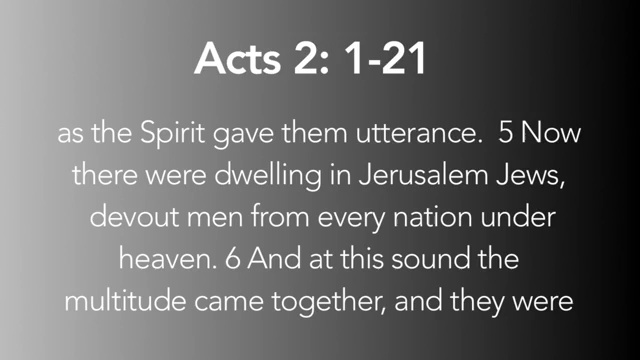 Acts 2: 1-21
as the Spirit gave them utterance.  5 Now
there were dwelling in Jerusalem Jews,
devout men from every nation under
heaven. 6 And at this sound the
multitude came together, and they were